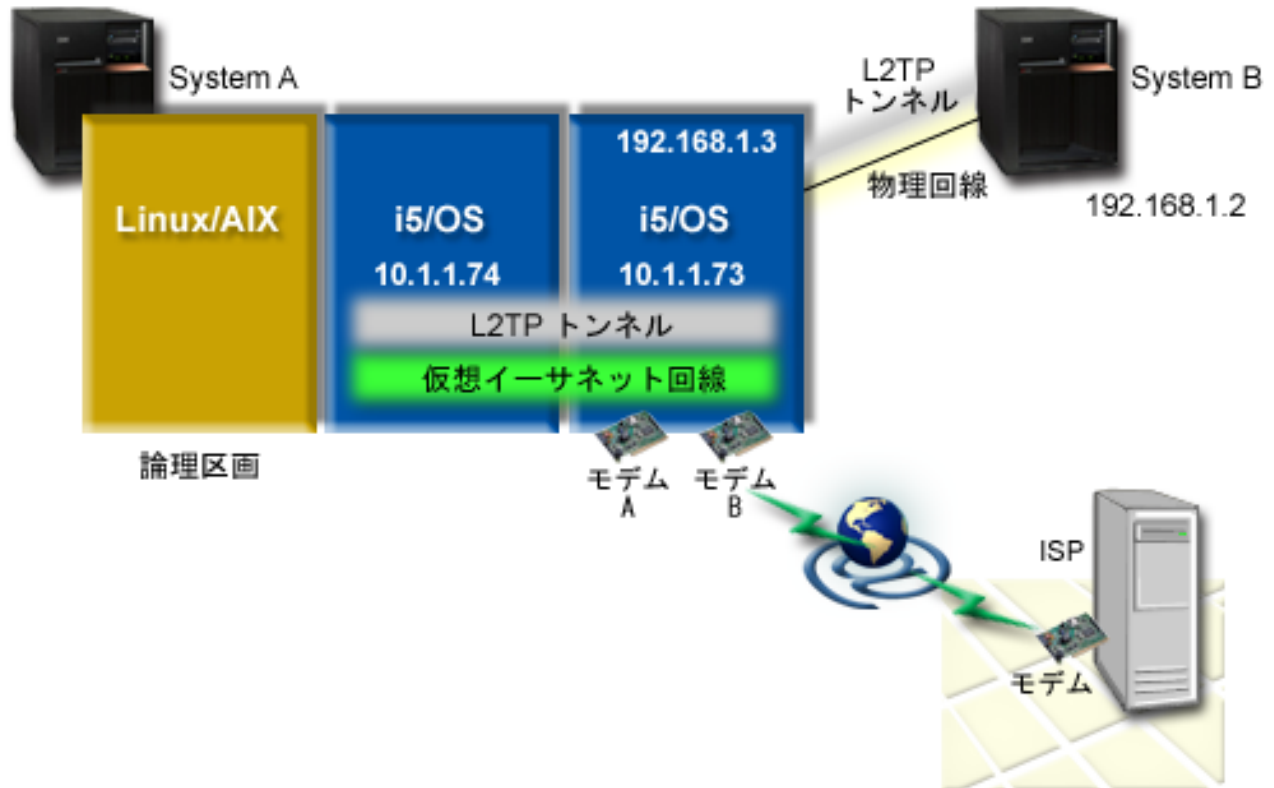 System A
L2TP
トンネル
System B
192.168.1.3
物理回線
192.168.1.2
Linux/AIX
i5/OS
i5/OS
10.1.1.74
10.1.1.73
L2TP トンネル
仮想イーサネット回線
論理区画
モデム
A
モデム
B
ISP
モデム